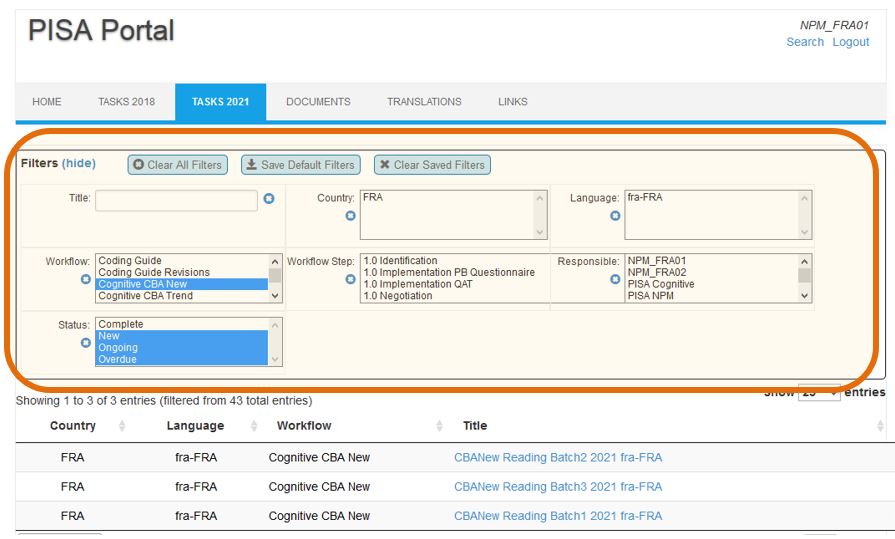 PISA Portal
NPM_FRA01
Search Logout
HOME TASKS 2018 TASKS 2021 DOCUMENTS TRANSLATIONS LINKS
Filters (hide) Clear All Filters Save Default Filters Clear Saved Filters
Title: Country: FRA Language: fra-FRA
Workflow: Coding Guide
Coding Guide Revisions
Cognitive CBA New
Cognitive CBA Trend
Workflow Step: 1.0 Identification
1.0 Implementation PB Questionnaire
1.0 Implementation QAT
1.0 Negotiation
Responsible: NPM_FRA01
NPM_FRA02
PISA Cognitive
PISA NPM
Status: Complete
New
Ongoing
Overdue
Show 25 entries
Showing 1 to 3 of 3 entries (filtered from 43 total entries)
Country Language Workflow Title
FRA fra-FRA Cognitive CBA New CBANew Reading Batch2 2021 fra-FRA
FRA fra-FRA Cognitive CBA New CBANew Reading Batch3 2021 fra-FRA
FRA fra-FRA Cognitive CBA New CBANew Reading Batch1 2021 fra-FRA